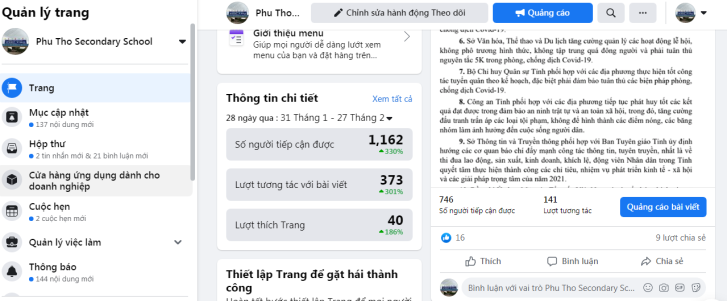 Quản lý trang
Phu Tho Secondary School
Trang
Mục cập nhật
137 nội dung mới
Hộp thư
2 tin nhắn mới & 21 bình luận mới
Cửa hàng ứng dụng dành cho
doanh nghiệp
Cuộc hẹn
2 cuộc hẹn mới
Quản lý việc làm
Thông báo
144 nội dung mới
Phu Tho...
Chỉnh sửa hành động Theo dõi
Quảng cáo
Giới thiệu menu
Giúp mọi người dễ dàng lướt xem
menu của bạn và đặt hàng trên...
Thông tin chi tiết
Xem tất cả
28 ngày qua : 31 Tháng 1 - 27 Tháng 2
Số người tiếp cận được
1,162
330%
Lượt tương tác với bài viết
373
301%
Lượt thích Trang
40
186%
Thiết lập Trang để gặt hái thành
công
chống dịch Covid-19.
6. Sở Văn hóa, Thể thao và Du lịch tăng cường quản lý các hoạt động lễ hội,
không phô trương hình thức, không tập trung quá đông người và phải tuân thủ
nguyên tắc 5K trong phòng, chống dịch Covid-19.
7. Bộ Chỉ huy Quân sự Tỉnh phối hợp với các địa phương thực hiện tốt công
tác tuyển quân theo kế hoạch, đặc biệt phải đảm bảo tuân thủ các biện pháp phòng,
chống dịch Covid-19.
8. Công an Tỉnh phối hợp với các địa phương tiếp tục phát huy tốt các kết
quả đạt được trong đảm bảo an ninh trật tự và an toàn xã hội, trong đó, tăng cường
đấu tranh trấn áp các loại tội phạm, không để hình thành các điểm nóng, các băng
nhóm làm ảnh hưởng đến cuộc sống người dân.
9. Sở Thông tin và Truyền thông phối hợp với Ban Tuyên giáo Tỉnh ủy định
hướng các cơ quan báo chí đẩy mạnh công tác thông tin, tuyên truyền, nhất là về
thi đua lao động, sản xuất, kinh doanh, khích lệ, động viên Nhân dân trong Tỉnh
quyết tâm thực hiện thành công các chỉ tiêu, nhiệm vụ phát triển kinh tế - xã hội
và các giải pháp trọng tâm của năm 2021.
746
Số người tiếp cận được
141
Lượt tương tác
Quảng cáo bài viết
16
9 lượt chia sẻ
Thích
Bình luận
Chia sẻ
Bình luận với vai trò Phu Tho Secondary Sc...